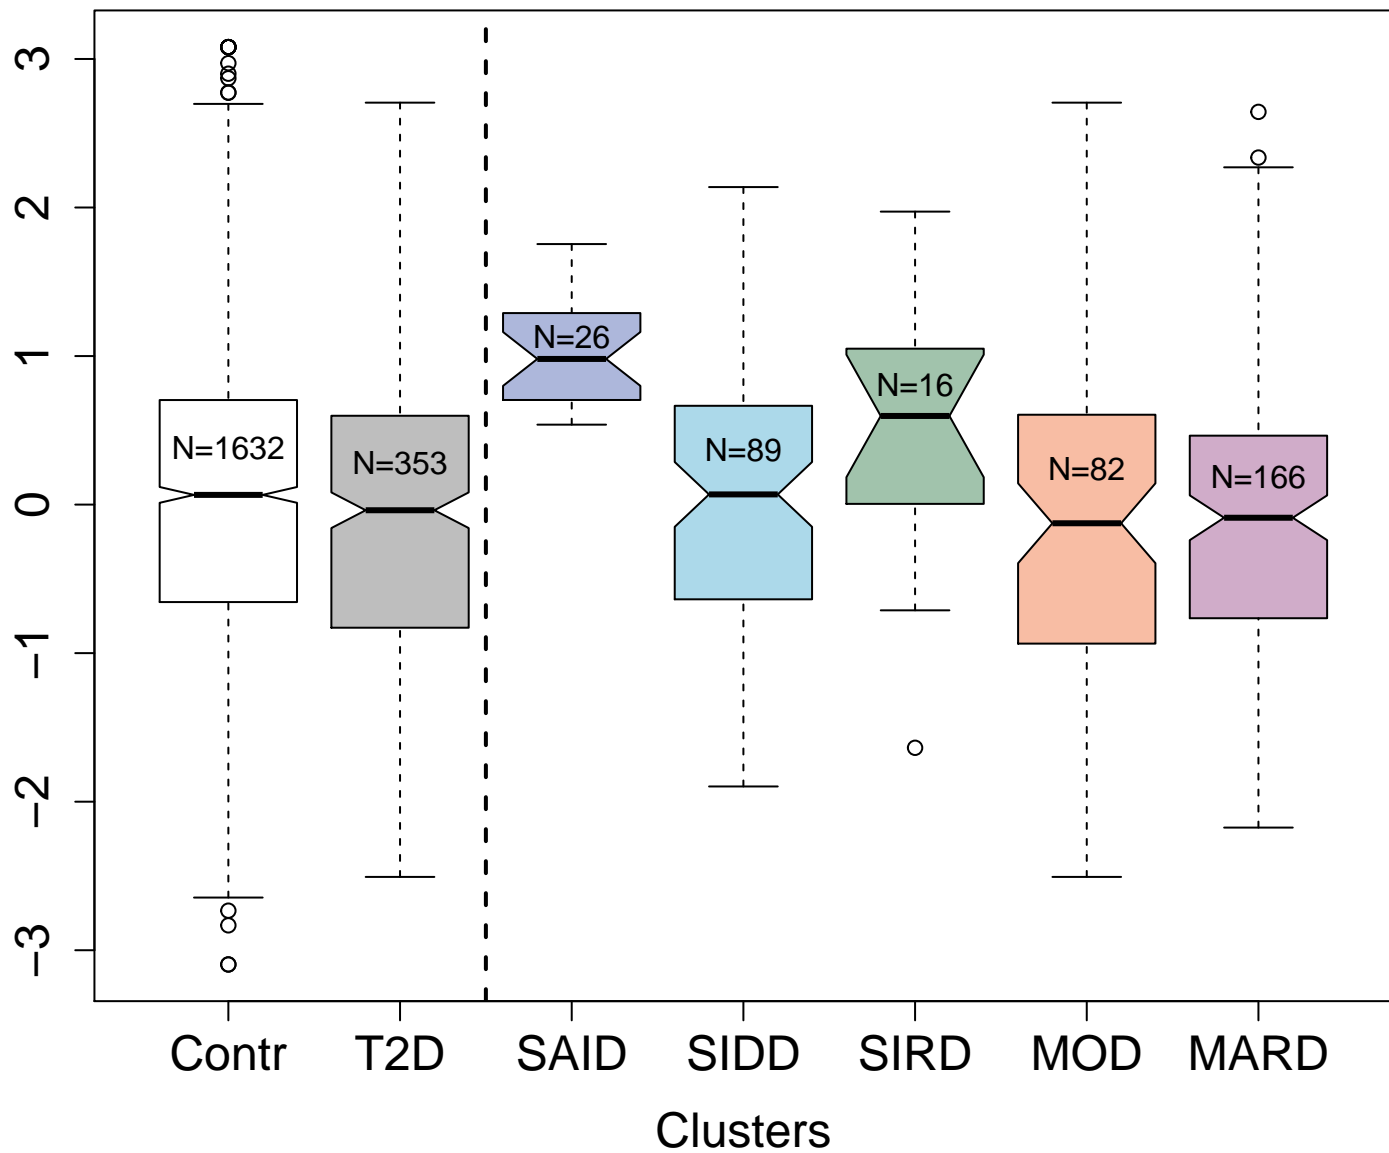 3
2
1
0
−1
−2
−3
N=1632
N=353
N=26
N=89
N=16
N=82
N=166
Contr T2D SAID SIDD SIRD MOD MARD
Clusters